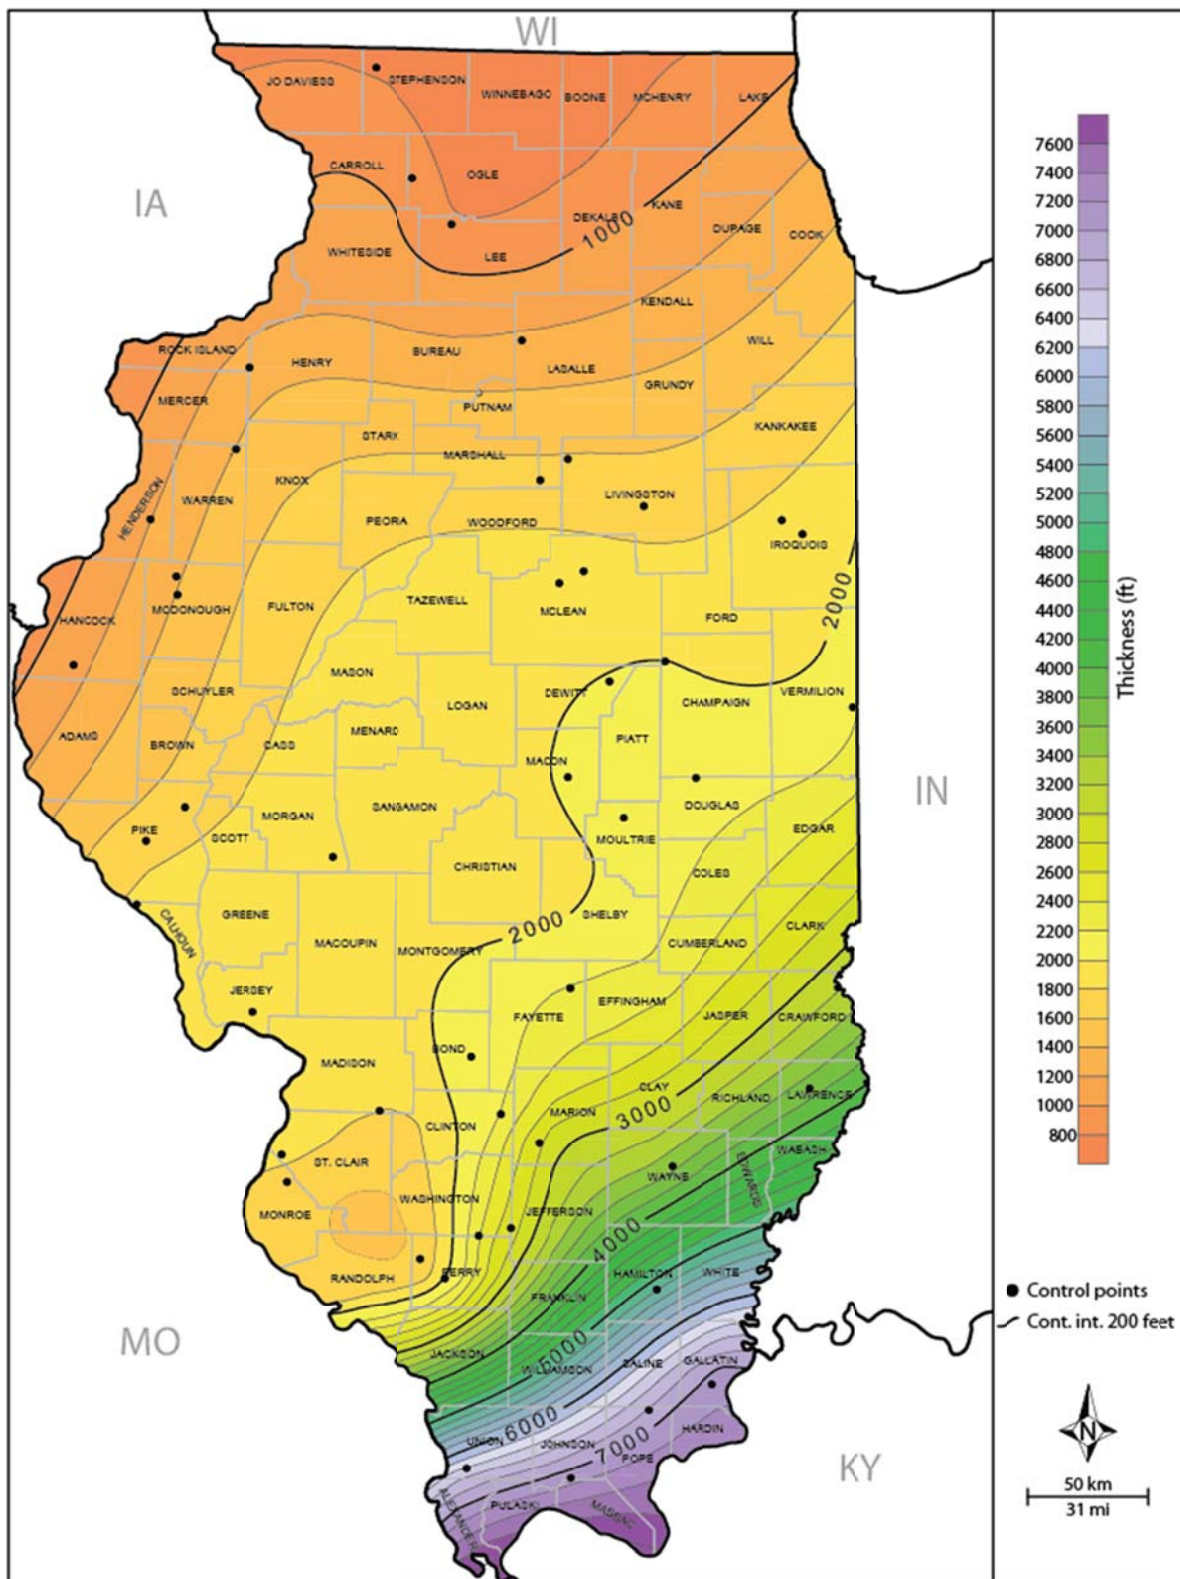 WI
JO DAVIESS
STEPHENSON
WINNEBAGO
BOONE
MCHENRY
LAKE
CARROLL
OGLE
IA
KANE
DEKALB
1000
DUPAGE
COOK
WHITESIDE
LEE
KENDALL
ROCK ISLAND
HENRY
BUREAU
LASALLE
WILL
GRUNDY
MERCER
PUTNAM
KANKAKEE
STARK
MARSHALL
KNOX
LIVINGSTON
WARREN
HENDERSON
PEORA
WOODFORD
IROQUOIS
2000
TAZEWELL
MCLEAN
FULTON
MCDONOUGH
HANCOCK
FORD
MASON
SCHUYLER
DEWITT
VERMILION
CHAMPAIGN
LOGAN
ADAMS
BROWN
CASS
MENARD
PIATT
MACON
SANGAMON
DOUGLAS
IN
MORGAN
PIKE
SCOTT
MOULTRIE
EDGAR
CHRISTIAN
COLES
GREENE
SHELBY
2000
CLARK
CALHOUN
MACOUPIN
MONTGOMERY
CUMBERLAND
JERSEY
EFFINGHAM
FAYETTE
JASPER
CRAWFORD
BOND
MADISON
CLAY
RICHLAND
LAWRENCE
MARION
3000
CLINTON
WABASH
ST. CLAIR
WAYNE
EDWARDS
WASHINGTON
JEFFERSON
MONROE
4000
RANDOLPH
PERRY
HAMILTON
WHITE
FRANKLIN
MO
JACKSON
5000
WILLIAMSON
SALINE
GALLATIN
6000
HARDIN
UNION
JOHNSON
7000
POPE
KY
ALEXANDER
PULASKI
MASSAC
7600
7400
7200
7000
6800
6600
6400
6200
6000
5800
5600
5400
5200
5000
4800
4600
4400
4200
4000
3800
3600
3400
3200
3000
2800
2600
2400
2200
2000
1800
1600
1400
1200
1000
800
Thickness (ft)
Control points
Cont. int. 200 feet
N
50 km
31 mi